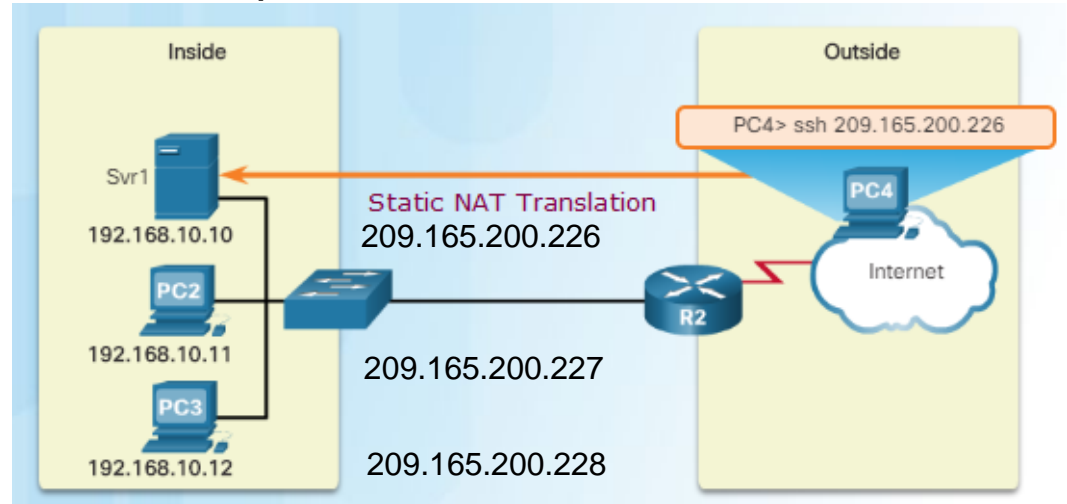 Inside
Outside
PC4> ssh 209.165.200.226
Svr1
PC4
Static NAT Translation
192.168.10.10
209.165.200.226
Internet
PC2
R2
192.168.10.11
209.165.200.227
PC3
192.168.10.12
209.165.200.228